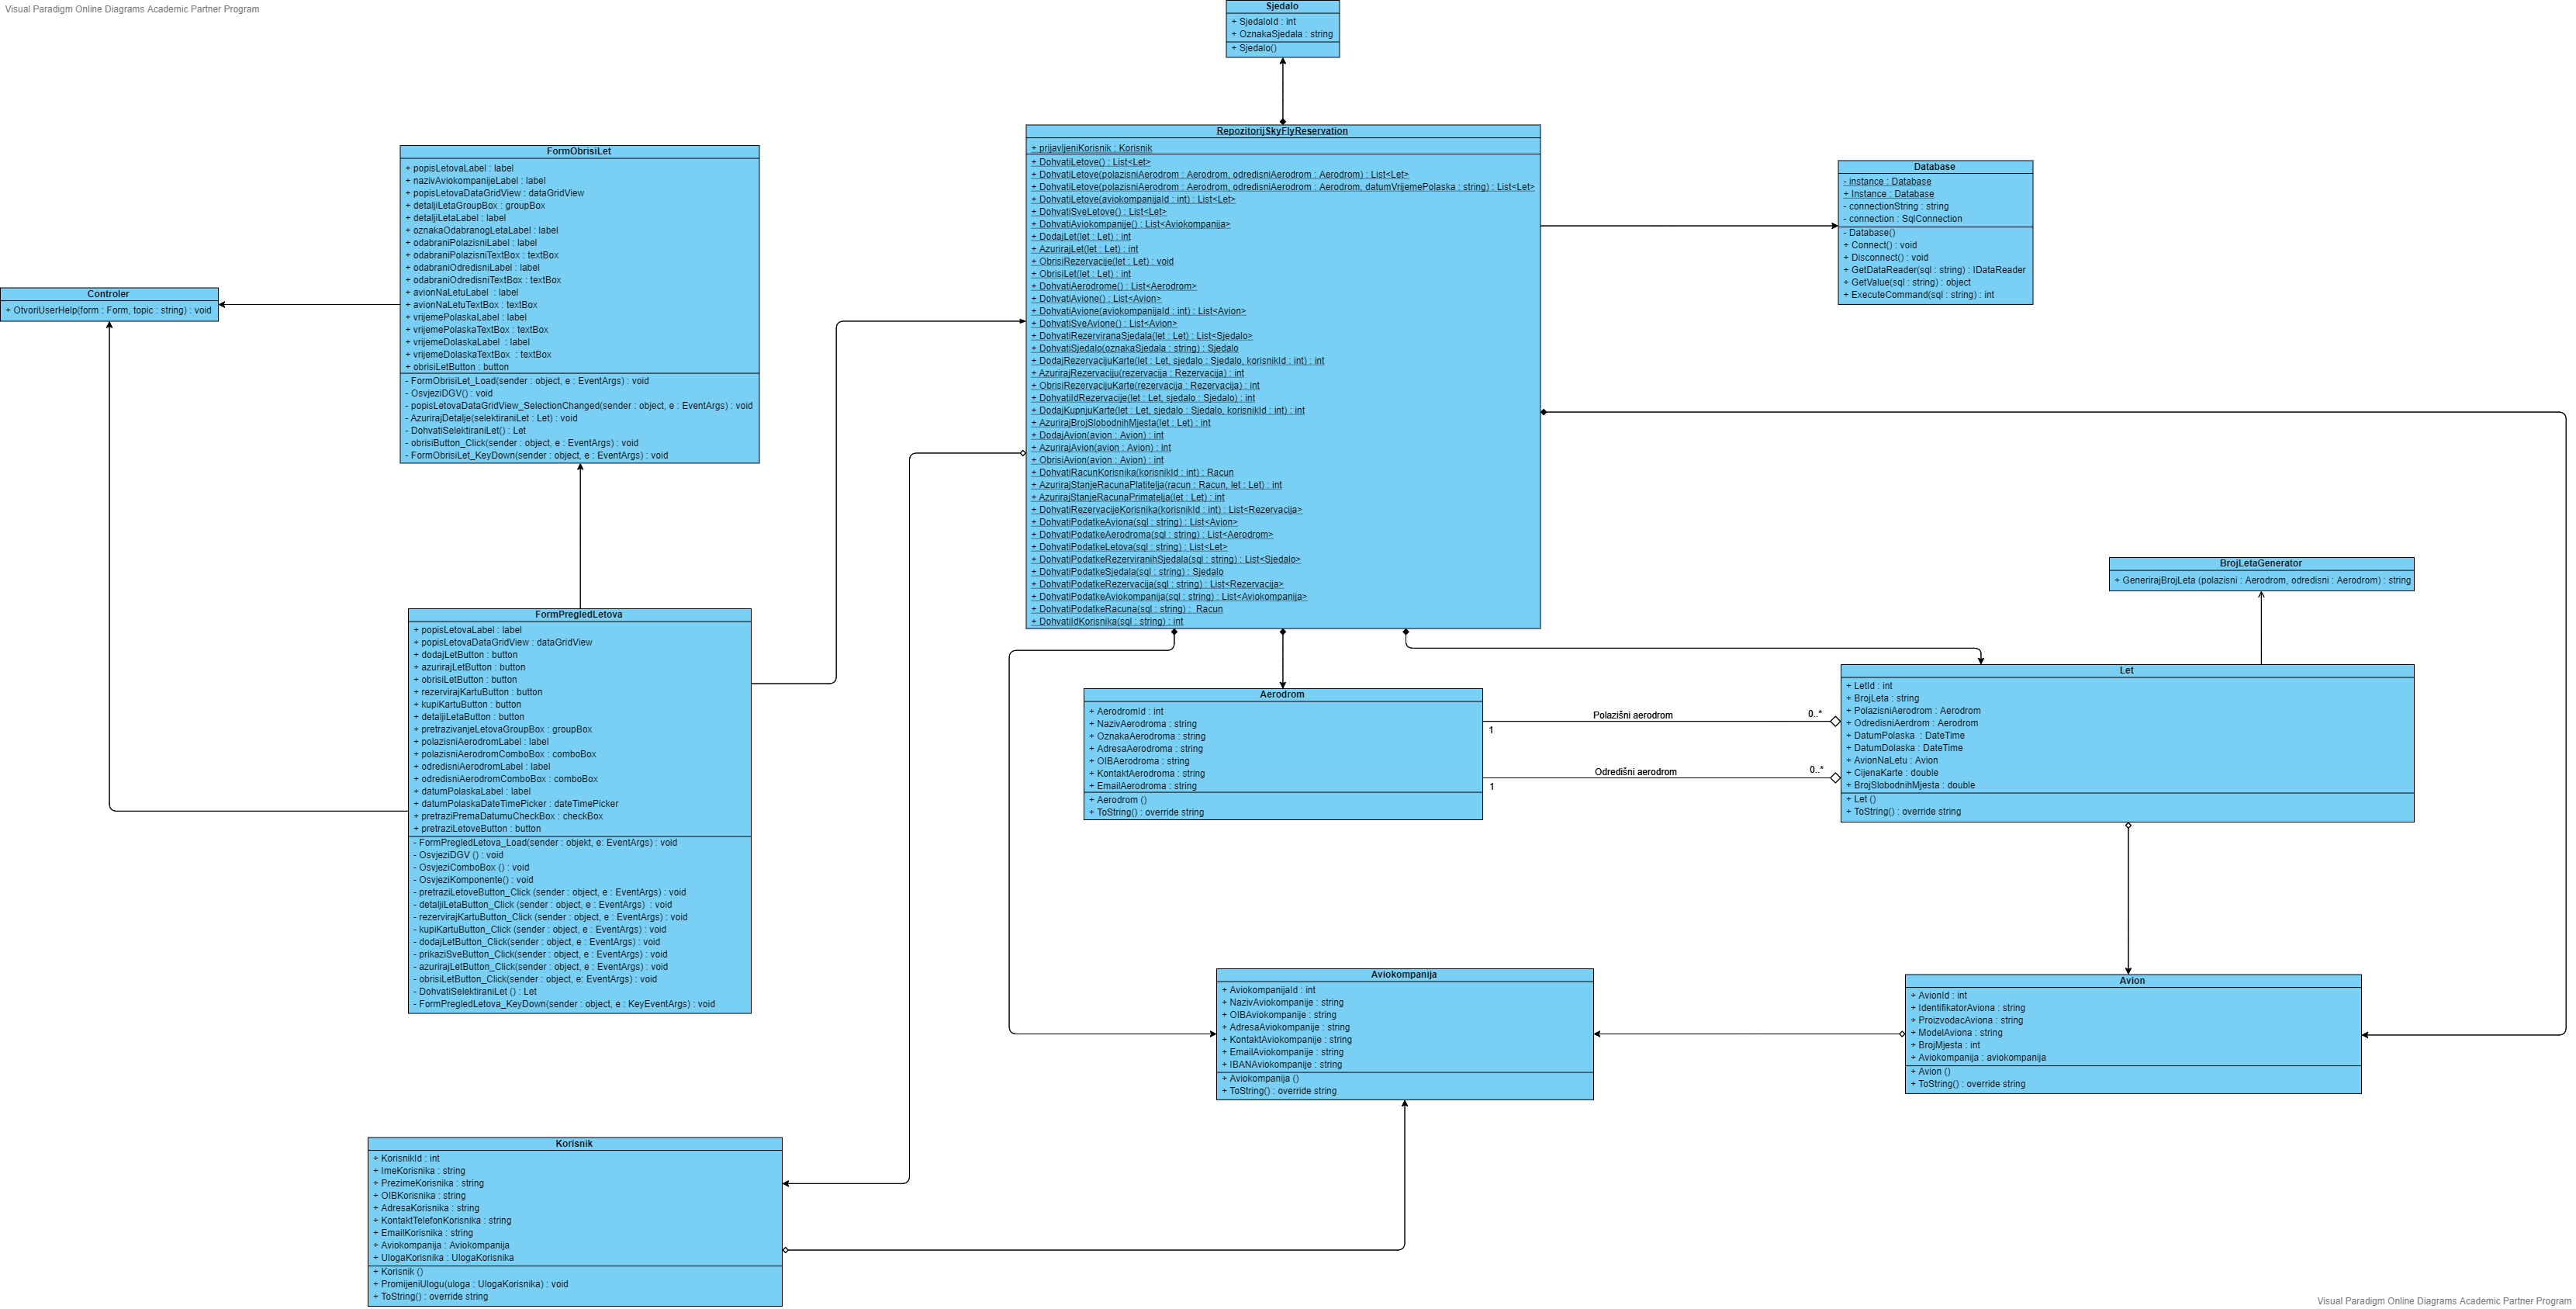 Visual Paradigm Online Diagrams Academic Partner Program
Sjedalo
+ SjedaloId : int
+ OznakaSjedala : string
+ Sjedalo()
RepozitorijSkyFlyReservation
+ prijavljeniKorisnik : Korisnik
+ DohvatiLetove() : List<Let>
+ DohvatiLetove(polazisniAerodrom : Aerodrom, odredisniAerodrom : Aerodrom) : List<Let>
+ DohvatiLetove(polazisniAerodrom : Aerodrom, odredisniAerodrom : Aerodrom, datumVrijemePolaska : string) : List<Let>
+ DohvatiLetove(aviokompanijaId : int) : List<Let>
+ DohvatiSveLetove() : List<Let>
+ DohvatiAviokompanije() : List<Aviokompanija>
+ DodajLet(let : Let) : int
+ AzurirajLet(let : Let) : int
+ ObrisiRezervacije(let : Let) : void
+ ObrisiLet(let : Let) : int
+ DohvatiAerodrome() : List<Aerodrom>
+ DohvatiAvione() : List<Avion>
+ DohvatiAvione(aviokompanijaId : int) : List<Avion>
+ DohvatiSveAvione() : List<Avion>
+ DohvatiRezerviranaSjedala(let : Let) : List<Sjedalo>
+ DohvatiSjedalo(oznakaSjedala : string) : Sjedalo
+ DodajRezervacijuKarte(let : Let, sjedalo : Sjedalo, korisnikId : int) : int
+ AzurirajRezervaciju(rezervacija : Rezervacija) : int
+ ObrisiRezervacijuKarte(rezervacija : Rezervacija) : int
+ DohvatiIdRezervacije(let : Let, sjedalo : Sjedalo) : int
+ DodajKupnjuKarte(let : Let, sjedalo : Sjedalo, korisnikId : int) : int
+ AzurirajBrojSlobodnihMjesta(let : Let) : int
+ DodajAvion(avion : Avion) : int
+ AzurirajAvion(avion : Avion) : int
+ ObrisiAvion(avion : Avion) : int
+ DohvatiRacunKorisnika(korisnikId : int) : Racun
+ AzurirajStanjeRacunaPlatitelja(racun : Racun, let : Let) : int
+ AzurirajStanjeRacunaPrimatelja(let : Let) : int
+ DohvatiRezervacijeKorisnika(korisnikId : int) : List<Rezervacija>
+ DohvatiPodatkeAviona(sql : string) : List<Avion>
+ DohvatiPodatkeAerodroma(sql : string) : List<Aerodrom>
+ DohvatiPodatkeLetova(sql : string) : List<Let>
+ DohvatiPodatkeRezerviranihSjedala(sql : string) : List<Sjedalo>
+ DohvatiPodatkeSjedala(sql : string) : Sjedalo
+ DohvatiPodatkeRezervacija(sql : string) : List<Rezervacija>
+ DohvatiPodatkeAviokompanija(sql : string) : List<Aviokompanija>
+ DohvatiPodatkeRacuna(sql : string) : Racun
+ DohvatiIdKorisnika(sql : string) : int
FormObrisiLet
+ popisLetovaLabel : label
+ nazivAviokompanijeLabel : label
+ popisLetovaDataGridView : dataGridView
+ detaljiLetaGroupBox : groupBox
+ detaljiLetaLabel : label
+ oznakaOdabranogLetaLabel : label
+ odabraniPolazisniLabel : label
+ odabraniPolazisniTextBox : textBox
+ odabraniOdredisniLabel : label
+ odabraniOdredisniTextBox : textBox
+ avionNaLetuLabel : label
+ avionNaLetuTextBox : textBox
+ vrijemePolaskaLabel : label
+ vrijemePolaskaTextBox : textBox
+ vrijemeDolaskaLabel : label
+ vrijemeDolaskaTextBox : textBox
+ obrisiLetButton : button
- FormObrisiLet_Load(sender : object, e : EventArgs) : void
- OsvjeziDGV() : void
- popisLetovaDataGridView_SelectionChanged(sender : object, e : EventArgs) : void
- AzurirajDetalje(selektiraniLet : Let) : void
- DohvatiSelektiraniLet() : Let
- obrisiButton_Click(sender : object, e : EventArgs) : void
- FormObrisiLet_KeyDown(sender : object, e : EventArgs) : void
Database
- instance : Database
+ Instance : Database
- connectionString : string
- connection : SqlConnection
- Database()
+ Connect() : void
+ Disconnect() : void
+ GetDataReader(sql : string) : IDataReader
+ GetValue(sql : string) : object
+ ExecuteCommand(sql : string) : int
Controler
+ OtvoriUserHelp(form : Form, topic : string) : void
BrojLetaGenerator
+ GenerirajBrojLeta (polazisni : Aerodrom, odredisni : Aerodrom) : string
FormPregledLetova
+ popisLetovaLabel : label
+ popisLetovaDataGridView : dataGridView
+ dodajLetButton : button
+ azurirajLetButton : button
+ obrisiLetButton : button
+ rezervirajKartuButton : button
+ kupiKartuButton : button
+ detaljiLetaButton : button
+ pretrazivanjeLetovaGroupBox : groupBox
+ polazisniAerodromLabel : label
+ polazisniAerodromComboBox : comboBox
+ odredisniAerodromLabel : label
+ odredisniAerodromComboBox : comboBox
+ datumPolaskaLabel : label
+ datumPolaskaDateTimePicker : dateTimePicker
+ pretraziPremaDatumuCheckBox : checkBox
+ pretraziLetoveButton : button
- FormPregledLetova_Load(sender : objekt, e: EventArgs) : void
- OsvjeziDGV () : void
- OsvjeziComboBox () : void
- OsvjeziKomponente() : void
- pretraziLetoveButton_Click (sender : object, e : EventArgs) : void
- detaljiLetaButton_Click (sender : object, e : EventArgs) : void
- rezervirajKartuButton_Click (sender : object, e : EventArgs) : void
- kupiKartuButton_Click (sender : object, e : EventArgs) : void
- dodajLetButton_Click(sender : object, e : EventArgs) : void
- prikaziSveButton_Click(sender : object, e : EventArgs) : void
- azurirajLetButton_Click(sender : object, e : EventArgs) : void
- obrisiLetButton_Click(sender : object, e: EventArgs) : void
- DohvatiSelektiraniLet () : Let
- FormPregledLetova_KeyDown(sender : object, e : KeyEventArgs) : void
Aerodrom
+ AerodromId : int
+ NazivAerodroma : string
+ OznakaAerodroma : string
+ AdresaAerodroma : string
+ OIBAerodroma : string
+ KontaktAerodroma : string
+ EmailAerodroma : string
+ Aerodrom ()
+ ToString() : override string
Polazišni aerodrom
0..*
1
Odredišni aerodrom
0..*
1
Let
+ LetId : int
+ BrojLeta : string
+ PolazisniAerodrom : Aerodrom
+ OdredisniAerdrom : Aerodrom
+ DatumPolaska : DateTime
+ DatumDolaska : DateTime
+ AvionNaLetu : Avion
+ CijenaKarte : double
+ BrojSlobodnihMjesta : double
+ Let ()
+ ToString() : override string
Aviokompanija
+ AviokompanijaId : int
+ NazivAviokompanije : string
+ OIBAviokompanije : string
+ AdresaAviokompanije : string
+ KontaktAviokompanije : string
+ EmailAviokompanije : string
+ IBANAviokompanije : string
+ Aviokompanija ()
+ ToString() : override string
Avion
+ AvionId : int
+ IdentifikatorAviona : string
+ ProizvodacAviona : string
+ ModelAviona : string
+ BrojMjesta : int
+ Aviokompanija : aviokompanija
+ Avion ()
+ ToString() : override string
Korisnik
+ KorisnikId : int
+ ImeKorisnika : string
+ PrezimeKorisnika : string
+ OIBKorisnika : string
+ AdresaKorisnika : string
+ KontaktTelefonKorisnika : string
+ EmailKorisnika : string
+ Aviokompanija : Aviokompanija
+ UlogaKorisnika : UlogaKorisnika
+ Korisnik ()
+ PromijeniUlogu(uloga : UlogaKorisnika) : void
+ ToString() : override string
Visual Paradigm Online Diagrams Academic Partner Program